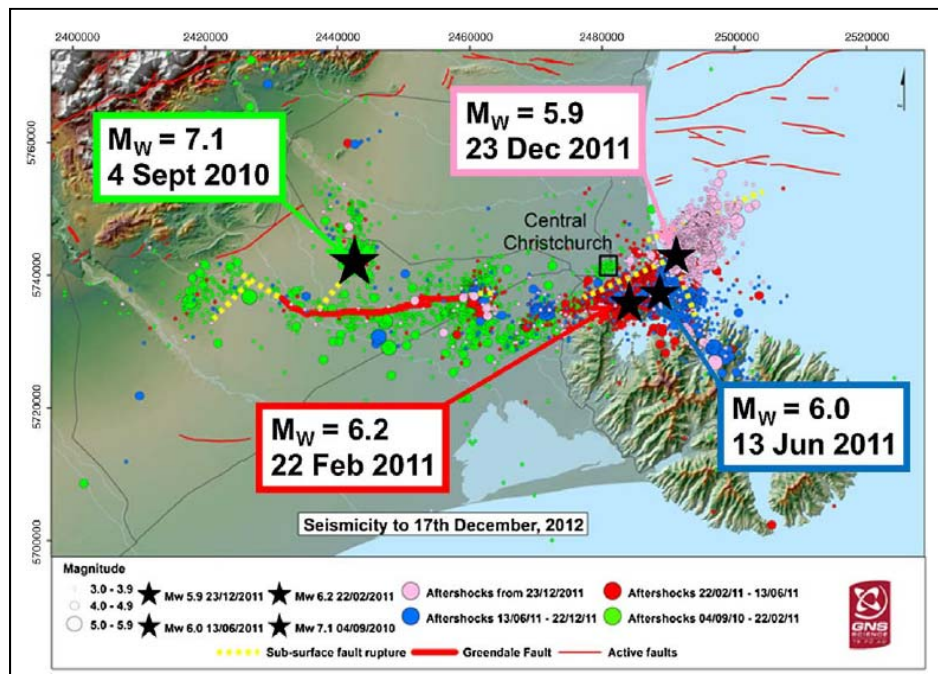 2400000 2420000 2440000 2460000 2480000 2500000 2520000
5760000
5740000
5720000
5700000
M_W = 7.1
4 Sept 2010
M_W = 5.9
23 Dec 2011
Central
Christchurch
M_W = 6.2
22 Feb 2011
M_W = 6.0
13 Jun 2011
Seismicity to 17th December, 2012
Magnitude
3.0 - 3.9
4.0 - 4.9
5.0 - 5.9
Mw 5.9 23/12/2011
Mw 6.0 13/06/2011
Mw 6.2 22/02/2011
Mw 7.1 04/09/2010
Aftershocks from 23/12/2011
Aftershocks 13/06/11 - 22/12/11
Aftershocks 22/02/11 - 13/06/11
Aftershocks 04/09/10 - 22/02/11
Sub-surface fault rupture
Greendale Fault
Active faults
GNS
SCIENCE